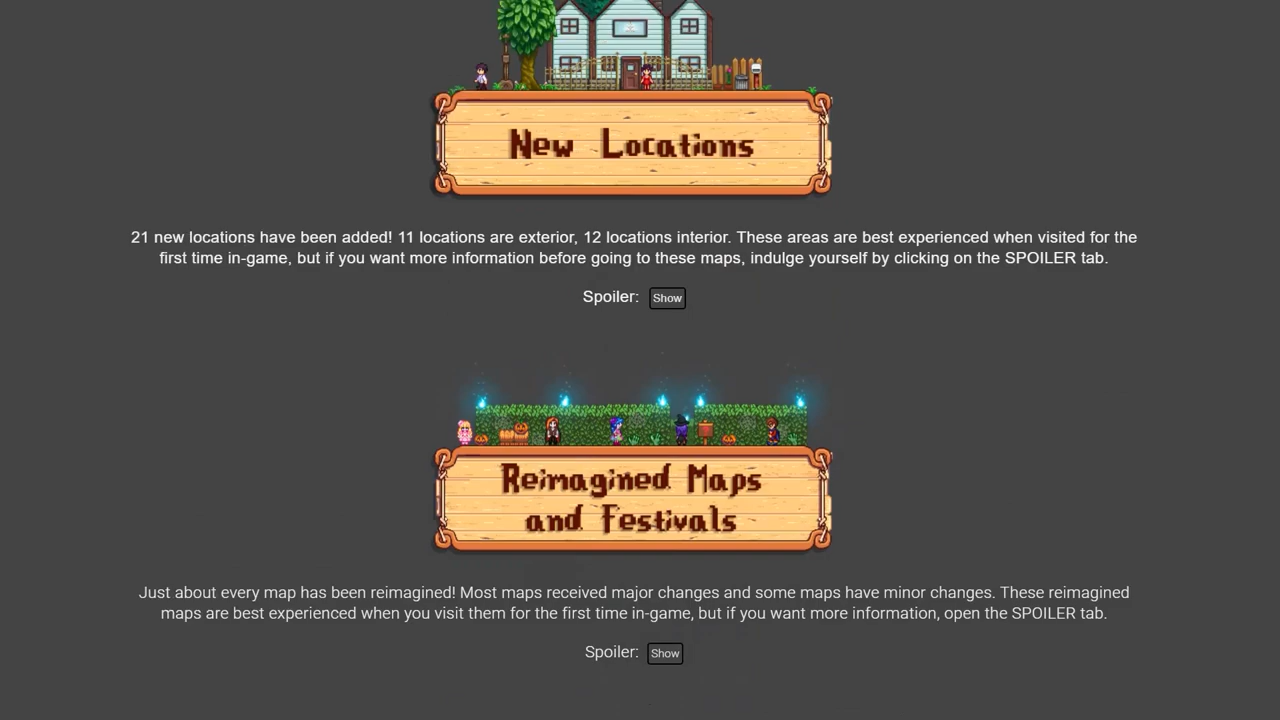 New Locations
21 new locations have been added! 11 locations are exterior, 12 locations interior. These areas are best experienced when visited for the
first time in-game, but if you want more information before going to these maps, indulge yourself by clicking on the SPOILER tab.
Spoiler: Show
Reimagined Maps
and Festivals
Just about every map has been reimagined! Most maps received major changes and some maps have minor changes. These reimagined
maps are best experienced when you visit them for the first time in-game, but if you want more information, open the SPOILER tab.
Spoiler: Show